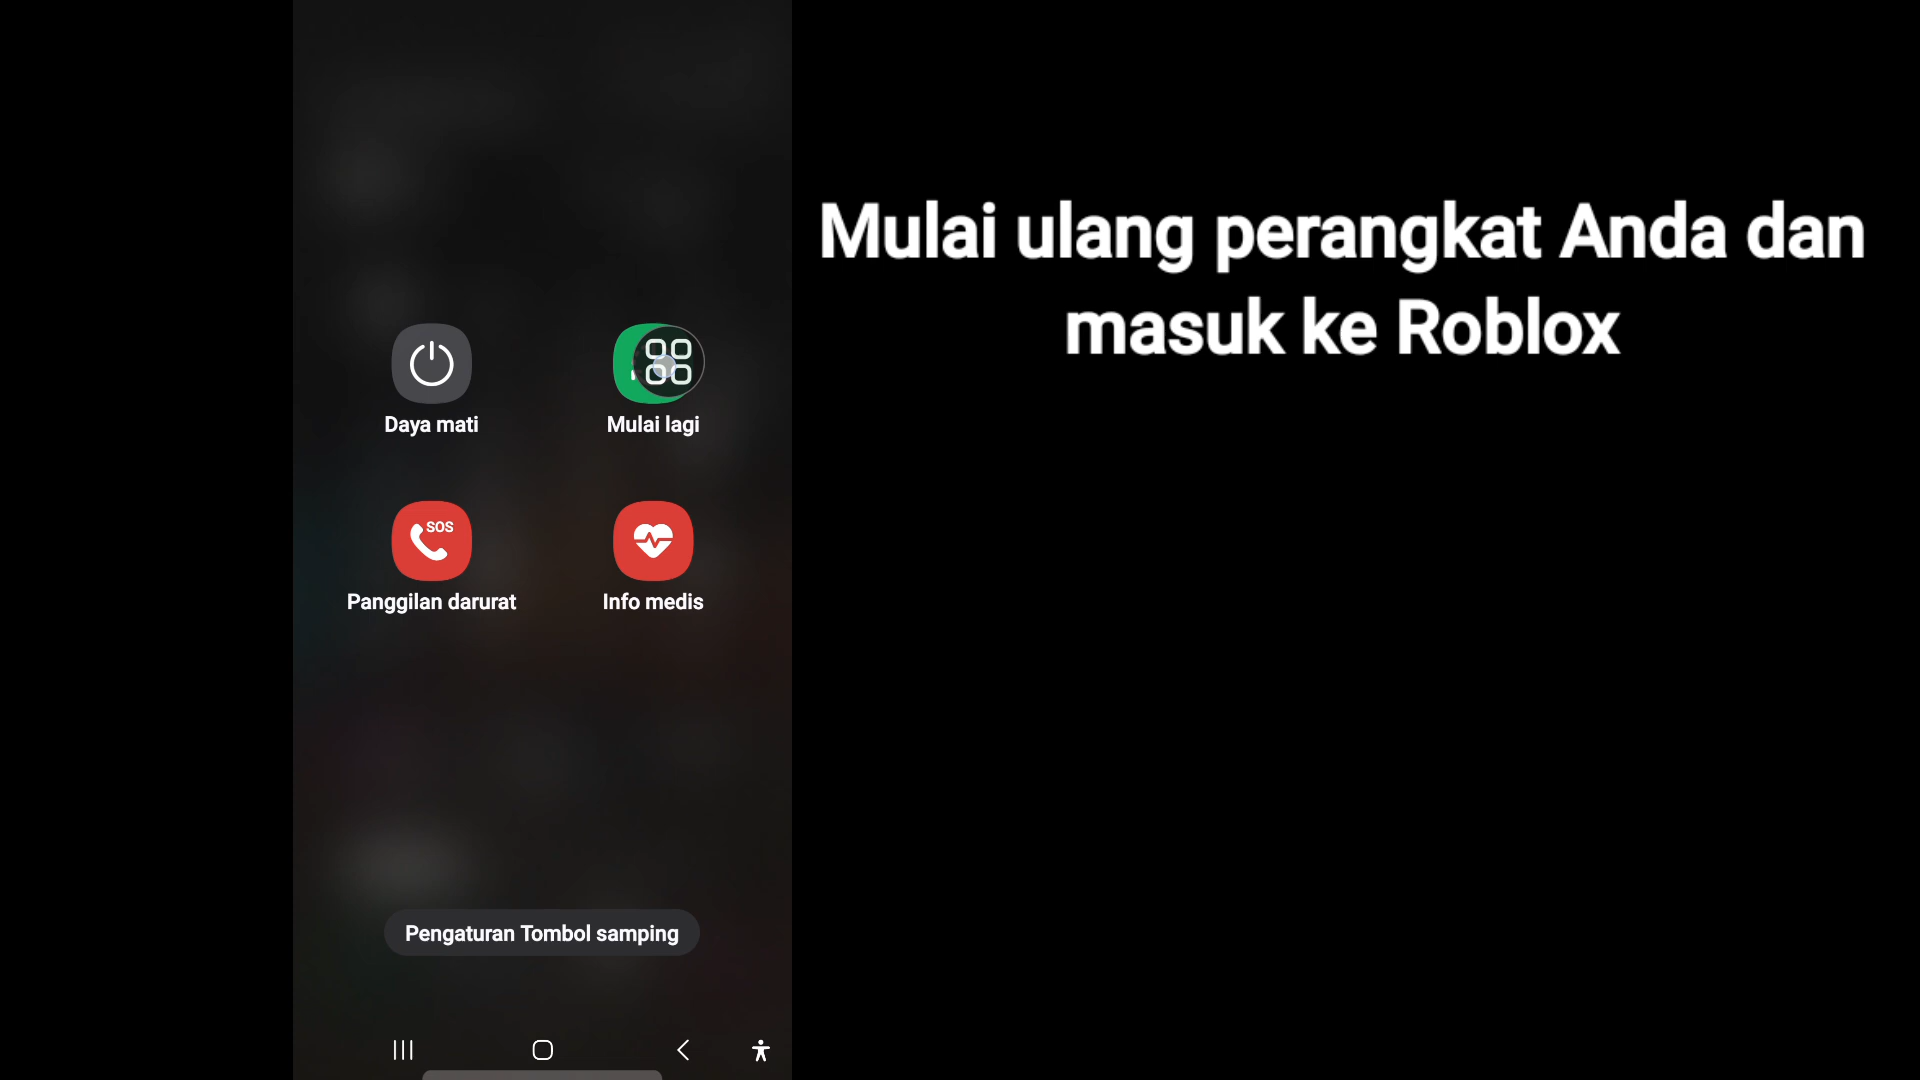 Mulai ulang perangkat Anda dan
masuk ke Roblox
Daya mati
Mulai lagi
SOS
Panggilan darurat
Info medis
Pengaturan Tombol samping